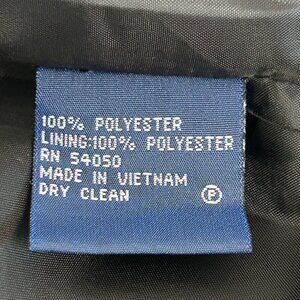 100% POLYESTER
LINING:100% POLYESTER
RN 54050
MADE IN VIETNAM
DRY CLEAN Ⓟ